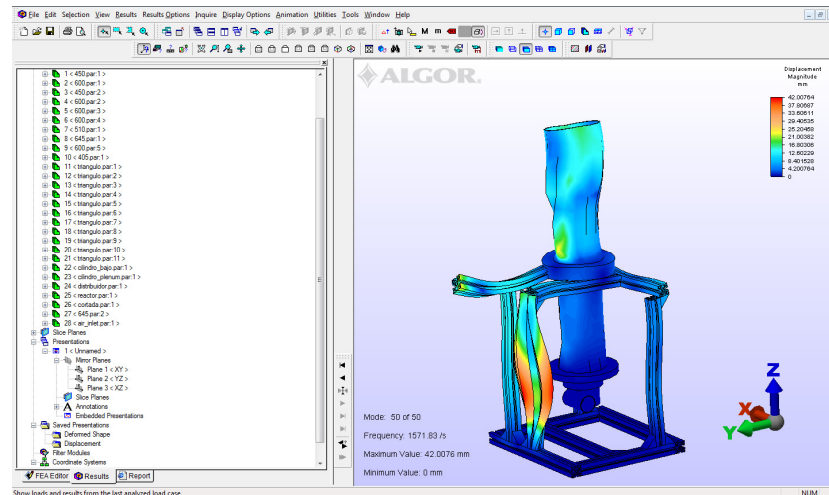 File Edit Selection View Results Results Options Inquire Display Options Animation Utilities Tools Window Help
M m
1 < 450.par:1 >
2 < 600.par:1 >
3 < 450.par:2 >
4 < 600.par:2 >
5 < 600.par:3 >
6 < 600.par:4 >
7 < 510.par:1 >
8 < 645.par:1 >
9 < 600.par:5 >
10 < 405.par:1 >
11 < triangulo.par:1 >
12 < triangulo.par:2 >
13 < triangulo.par:3 >
14 < triangulo.par:4 >
15 < triangulo.par:5 >
16 < triangulo.par:6 >
17 < triangulo.par:7 >
18 < triangulo.par:8 >
19 < triangulo.par:9 >
20 < triangulo.par:10 >
21 < triangulo.par:11 >
22 < cilindro_bajo.par:1 >
23 < cilindro_plenum.par:1 >
24 < distribuidor.par:1 >
25 < reactor.par:1 >
26 < cortada.par:1 >
27 < 645.par:2 >
28 < air_inlet.par:1 >
Slice Planes
Presentations
1 < Unnamed >
Mirror Planes
Plane 1 < XY >
Plane 2 < YZ >
Plane 3 < XZ >
Slice Planes
Annotations
Embedded Presentations
Saved Presentations
Deformed Shape
Displacement
Filter Modules
Coordinate Systems
FEA Editor Results Report
Show loads and results from the last analyzed load case
ALGOR.
Displacement
Magnitude
mm
42.00764
37.80687
33.60611
29.40535
25.20458
21.00382
16.80306
12.60229
8.401528
4.200764
0
Mode: 50 of 50
Frequency: 1571.83 /s
Maximum Value: 42.0076 mm
Minimum Value: 0 mm
Z
X
Y
NUM